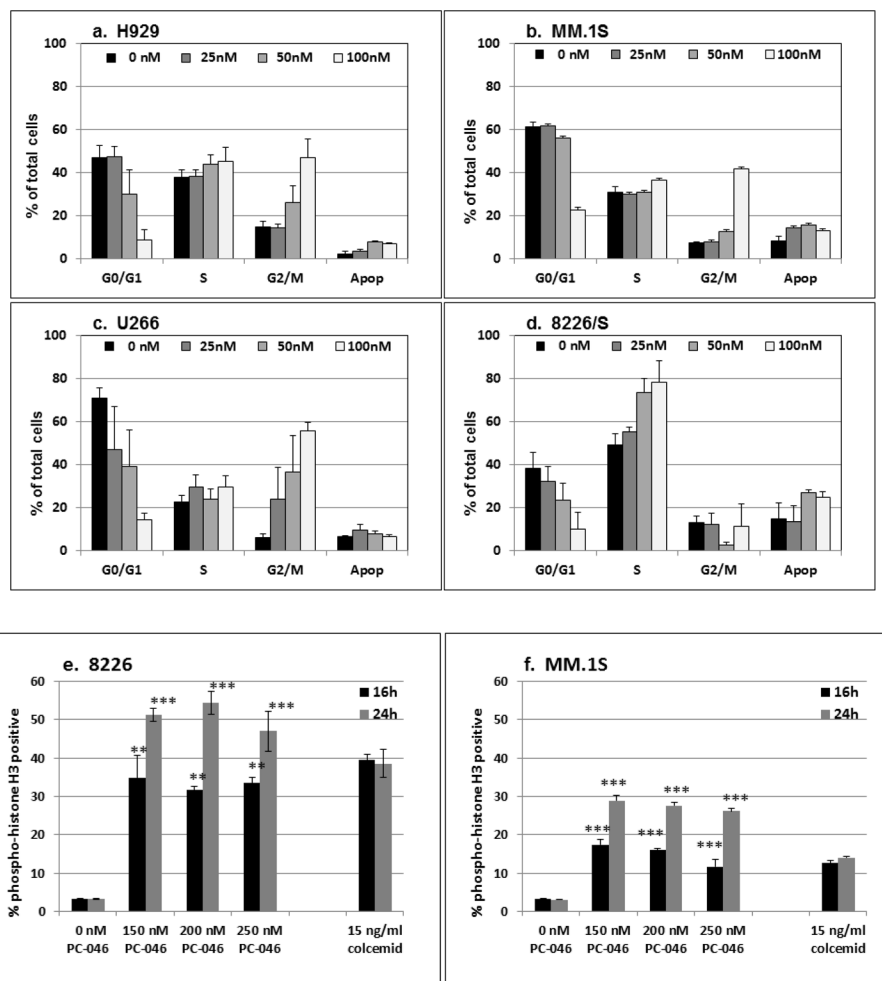 a. H929
0 nM 25nM 50nM 100nM
% of total cells
100
80
60
40
20
0
G0/G1 S G2/M Apop
b. MM.1S
0 nM 25nM 50nM 100nM
% of total cells
100
80
60
40
20
0
G0/G1 S G2/M Apop
c. U266
0 nM 25nM 50nM 100nM
% of total cells
100
80
60
40
20
0
G0/G1 S G2/M Apop
d. 8226/S
0 nM 25nM 50nM 100nM
% of total cells
100
80
60
40
20
0
G0/G1 S G2/M Apop
e. 8226
16h
24h
% phospho-histone H3 positive
60
50
40
30
20
10
0
** *** ** *** ** ***
0 nM 150 nM 200 nM 250 nM 15 ng/ml
PC-046 PC-046 PC-046 PC-046 colcemid
f. MM.1S
16h
24h
% phospho-histone H3 positive
60
50
40
30
20
10
0
*** *** *** *** *** ***
0 nM 150 nM 200 nM 250 nM 15 ng/ml
PC-046 PC-046 PC-046 PC-046 colcemid